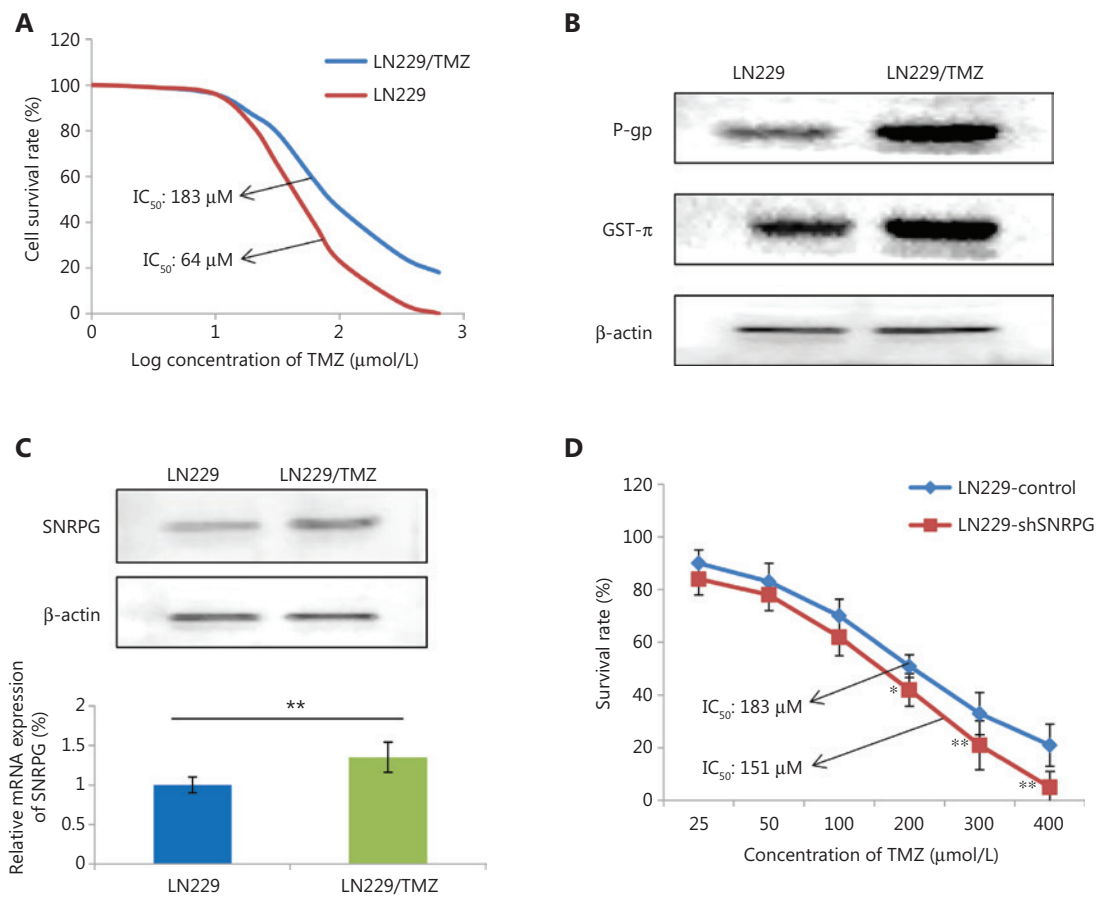 A
120
100
80
60
40
20
0
Cell survival rate (%)
LN229/TMZ
LN229
IC50: 183 μM
IC50: 64 μM
0 1 2 3
Log concentration of TMZ (μmol/L)
B
LN229 LN229/TMZ
P-gp
GST-π
β-actin
C
LN229 LN229/TMZ
SNRPG
β-actin
2
1.5
1
0.5
0
Relative mRNA expression
of SNRPG (%)
**
LN229 LN229/TMZ
D
120
100
80
60
40
20
0
Survival rate (%)
LN229-control
LN229-shSNRPG
*
IC50: 183 μM
**
IC50: 151 μM
**
25 50 100 200 300 400
Concentration of TMZ (μmol/L)